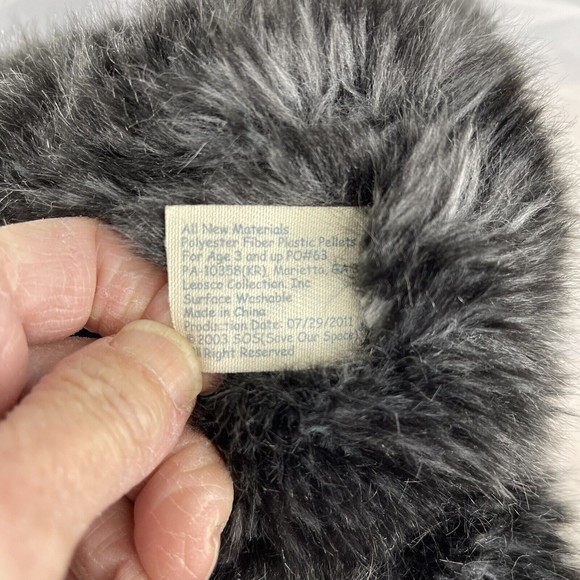 All New Materials
Polyester Fiber Plastic Pellets
For Age 3 and up PO#63
PA-10358(KR), Marietta, GA
Leosco Collection, Inc
Surface Washable
Made in China
Production Date: 07/29/2011
©2003 SOS(Save Our Space)
All Right Reserved